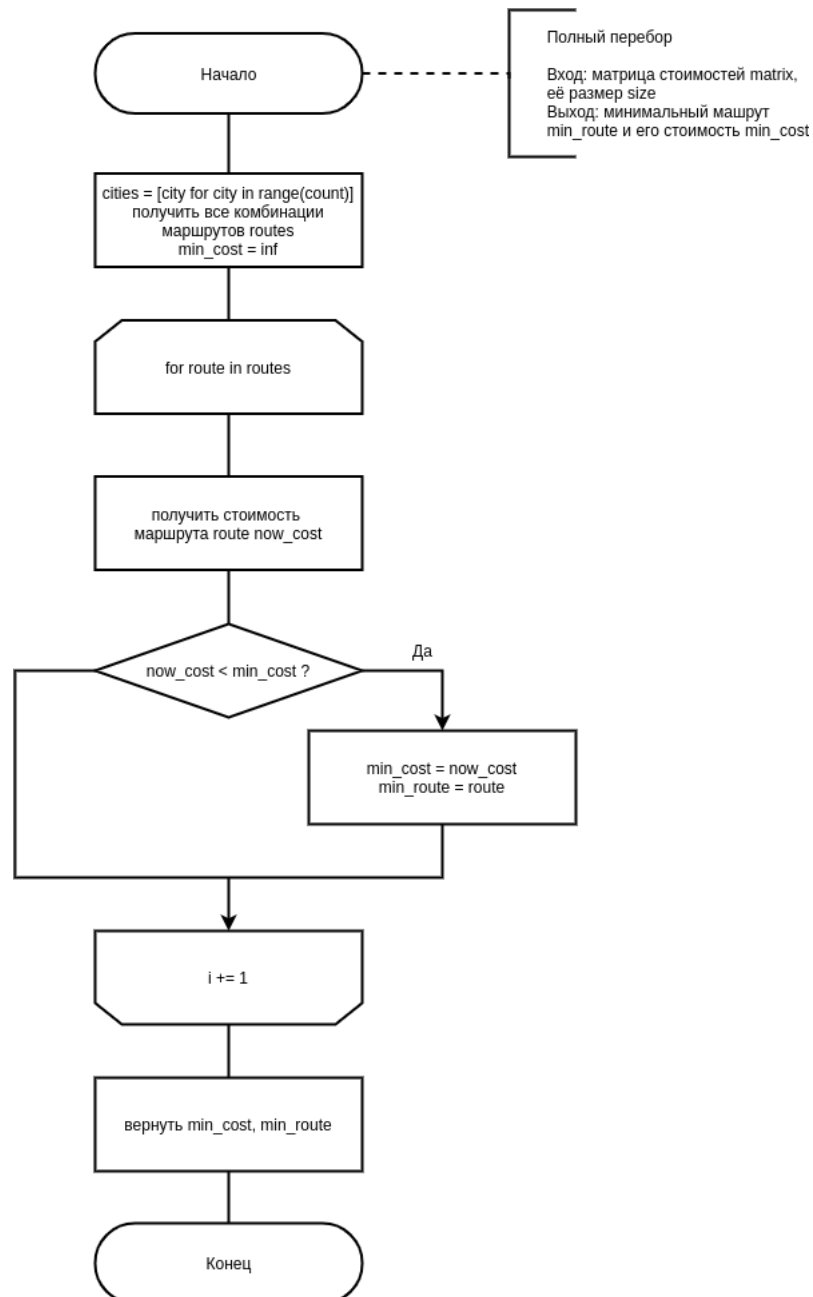 Начало
Полный перебор
Вход: матрица стоимостей matrix,
её размер size
Выход: минимальный машрут
min_route и его стоимость min_cost
cities = [city for city in range(count)]
получить все комбинации
маршрутов routes
min_cost = inf
for route in routes
получить стоимость
маршрута route now_cost
now_cost < min_cost ?
Да
min_cost = now_cost
min_route = route
i += 1
вернуть min_cost, min_route
Конец